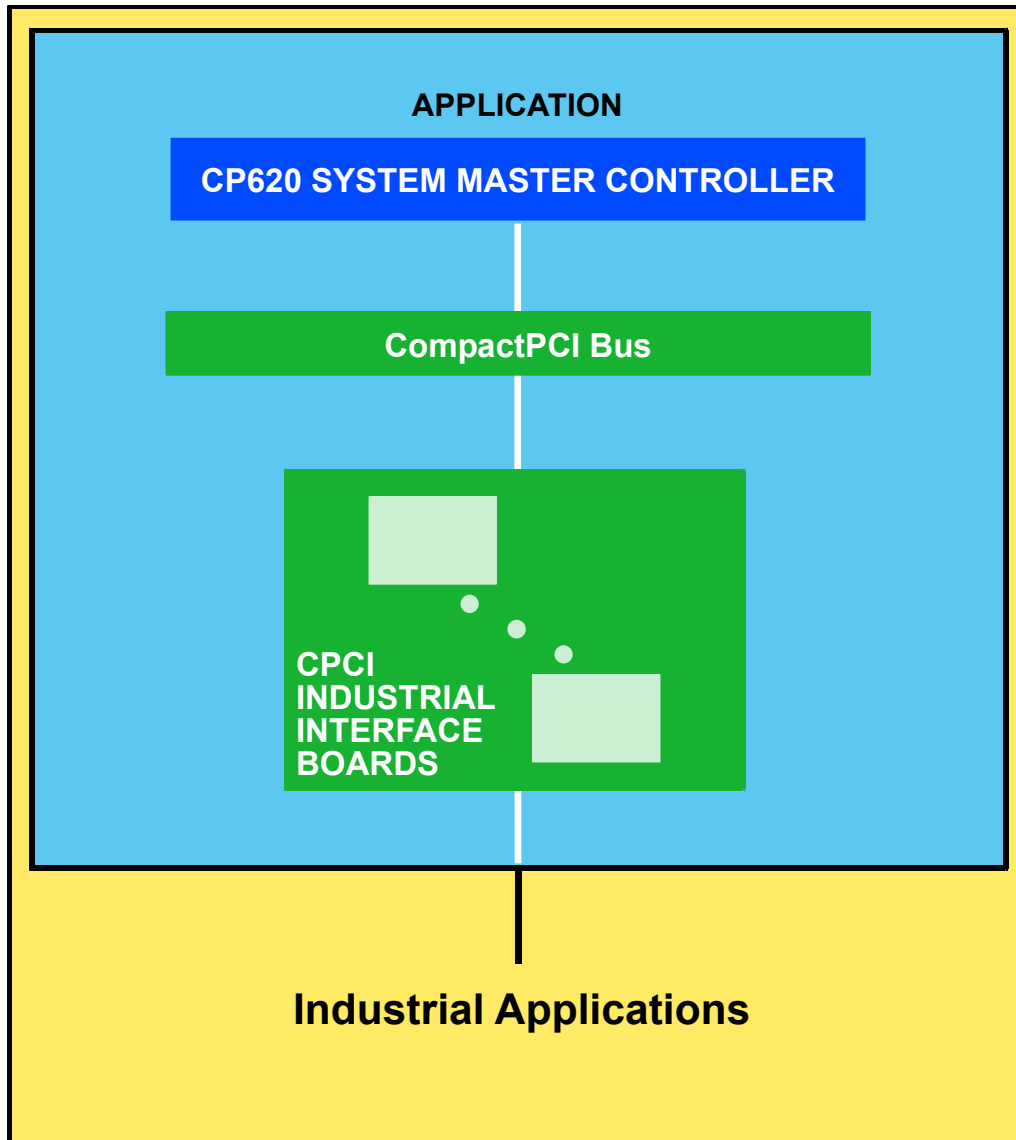 APPLICATION
CP620 SYSTEM MASTER CONTROLLER
CompactPCI Bus
CPCI
INDUSTRIAL
INTERFACE
BOARDS
Industrial Applications